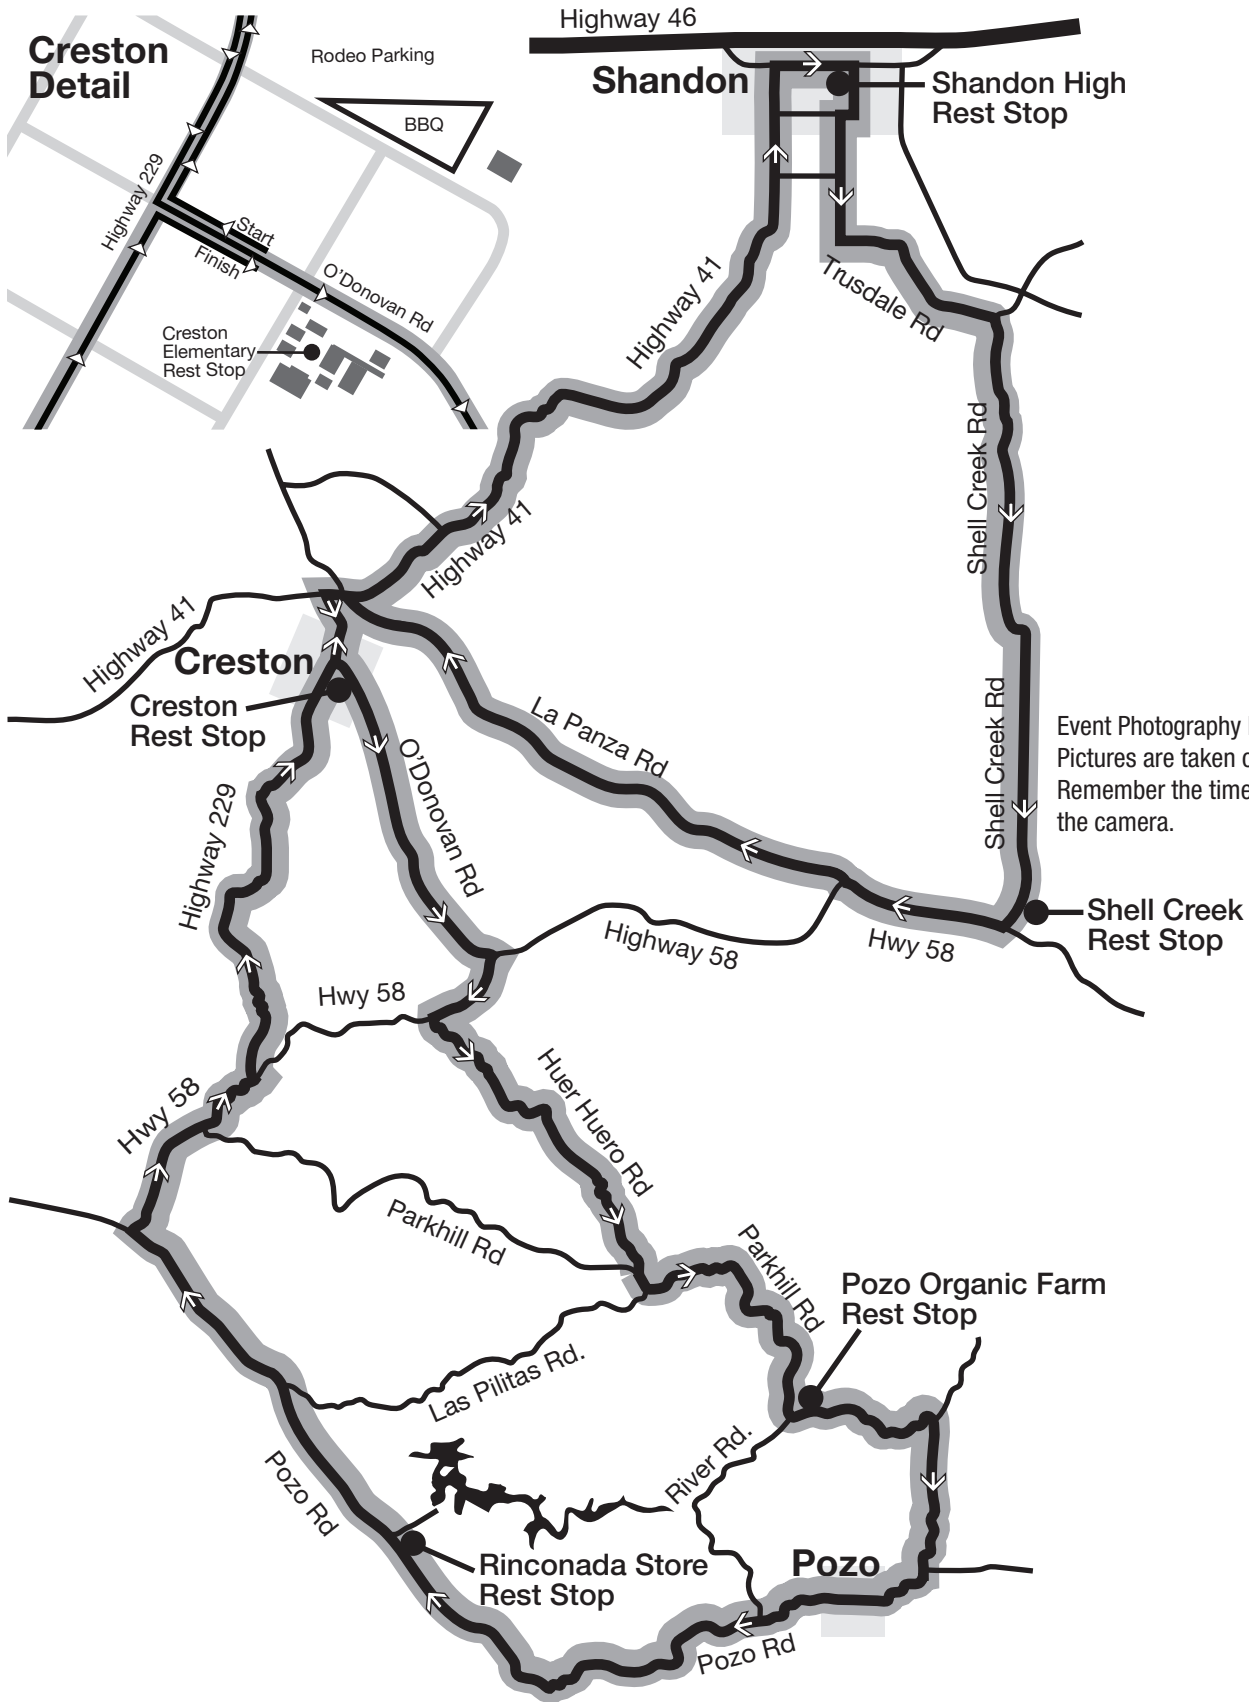 Highway 46
Creston
Detail
Rodeo Parking
BBQ
Shandon
Shandon High
Rest Stop
Highway 229
Start
Finish
O'Donovan Rd
Creston
Elementary
Rest Stop
Highway 41
Trusdale Rd
Shell Creek Rd
Highway 41
Highway 41
Creston
Creston
Rest Stop
La Panza Rd
Shell Creek Rd
Event Photography
Pictures are taken
Remember the time
the camera.
O'Donovan Rd
Highway 229
Shell Creek
Rest Stop
Highway 58
Hwy 58
Hwy 58
Huer Huero Rd
Hwy 58
Parkhill Rd
Parkhill Rd
Pozo Organic Farm
Rest Stop
Las Pilitas Rd.
River Rd.
Pozo Rd
Rinconada Store
Rest Stop
Pozo
Pozo Rd